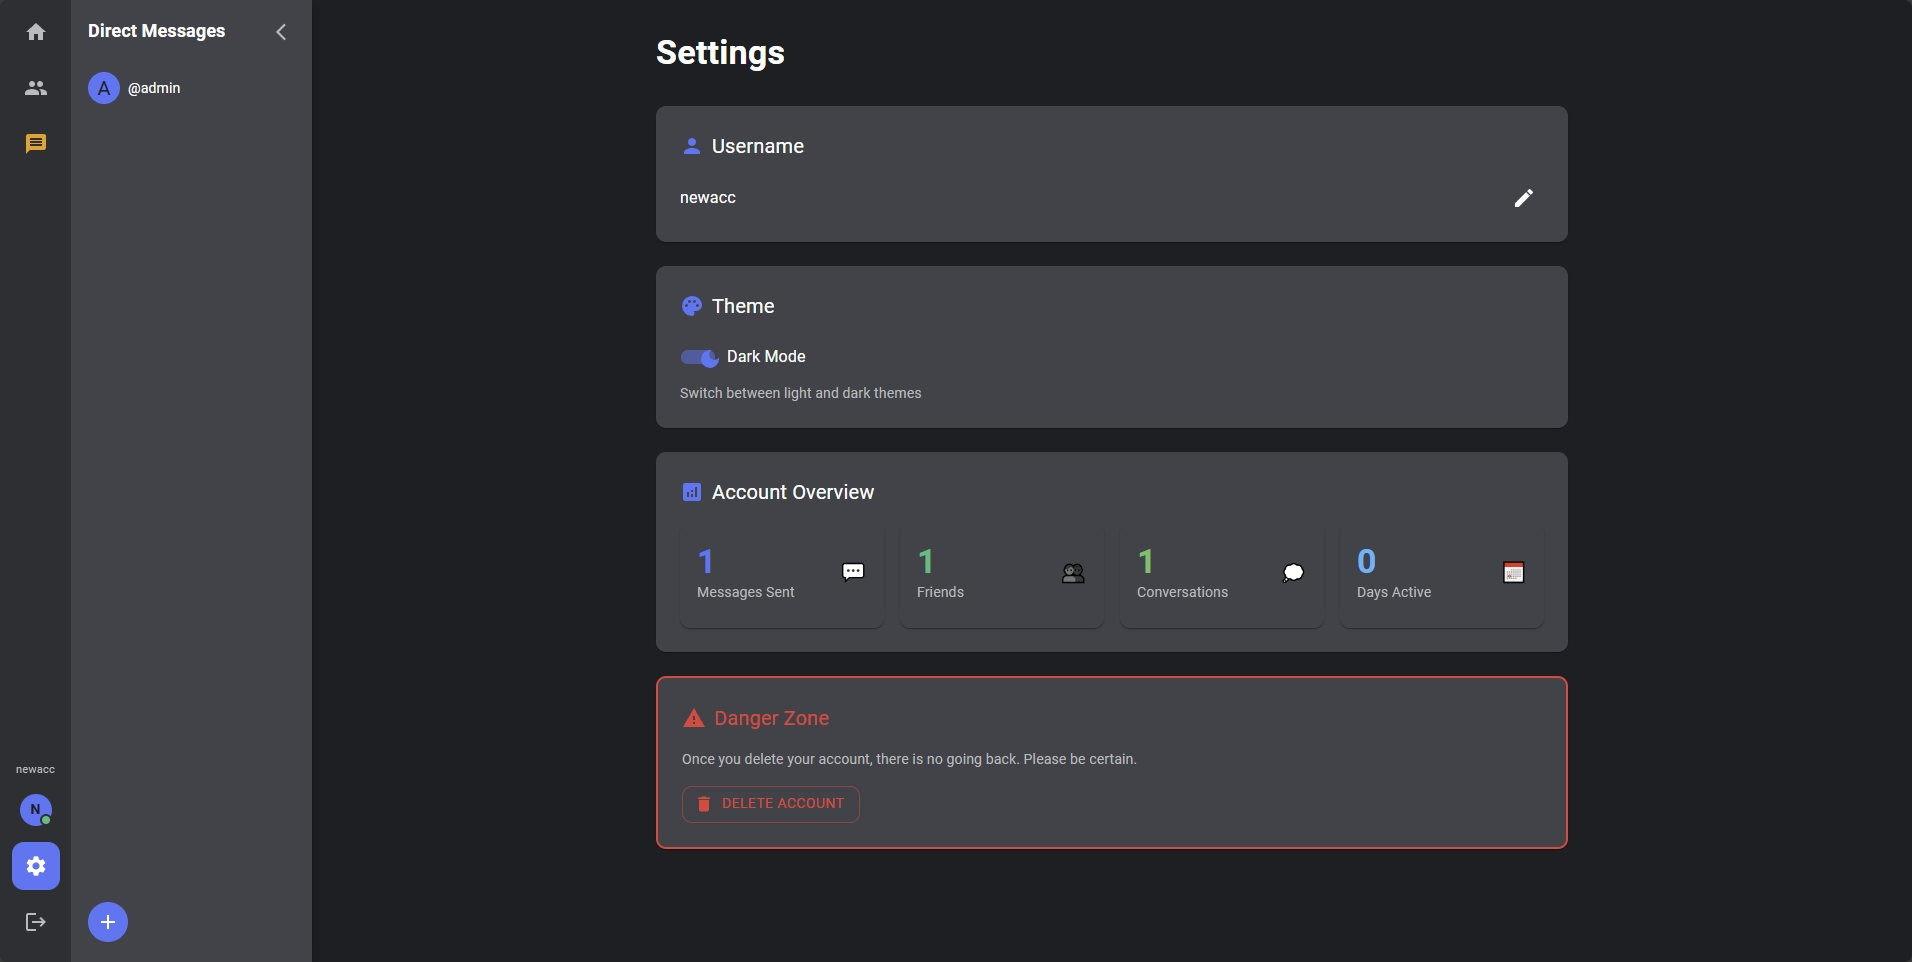 Direct Messages
A @admin
newacc
N
Settings
Username
newacc
Theme
Dark Mode
Switch between light and dark themes
Account Overview
1
Messages Sent
1
Friends
1
Conversations
0
Days Active
Danger Zone
Once you delete your account, there is no going back. Please be certain.
DELETE ACCOUNT